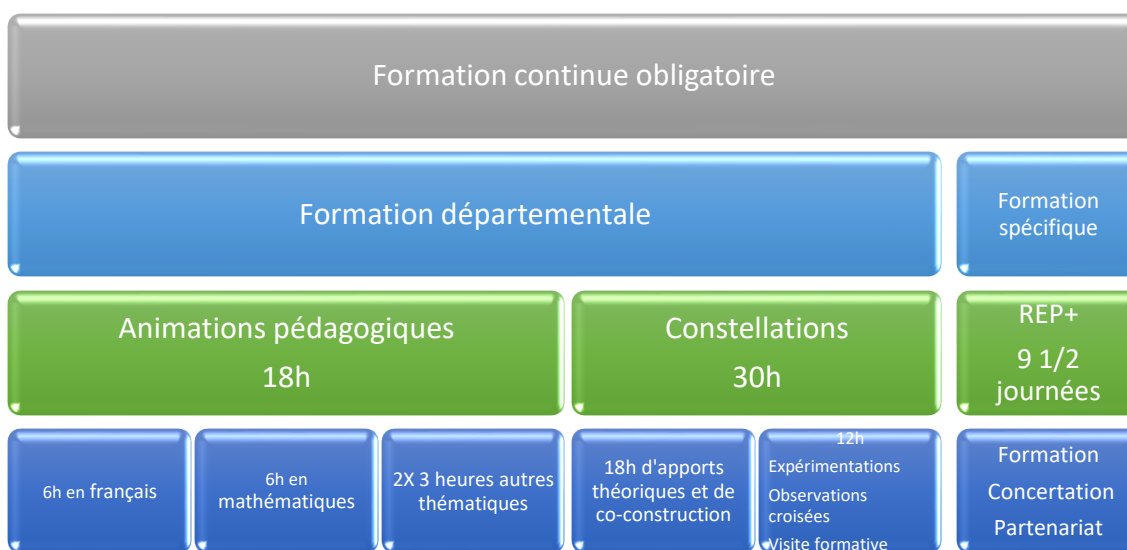 Formation continue obligatoire
Formation départementale
Formation
spécifique
Animations pédagogiques
18h
Constellations
30h
REP+
9 1/2
journées
6h en français
6h en
mathématiques
2X 3 heures autres
thématiques
18h d'apports
théoriques et de
co-construction
12h
Expérimentations
Observations
croisées
Visite formative
Formation
Concertation
Partenariat